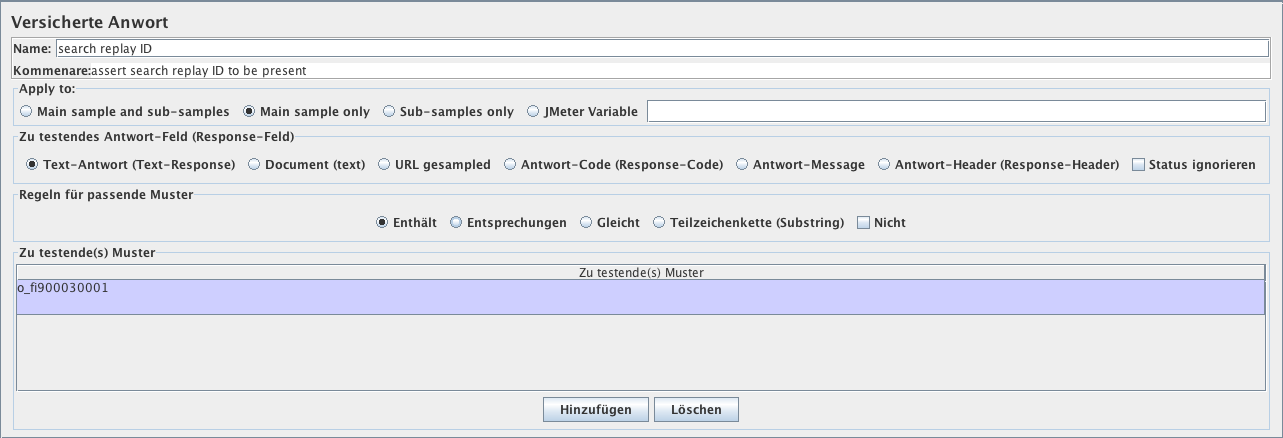 Versicherte Anwort
Name: search replay ID
Kommenare: assert search replay ID to be present
Apply to:
Main sample and sub-samples Main sample only Sub-samples only JMeter Variable
Zu testendes Antwort-Feld (Response-Feld)
Text-Antwort (Text-Response) Document (text) URL gesampled Antwort-Code (Response-Code) Antwort-Message Antwort-Header (Response-Header) Status ignorieren
Regeln für passende Muster
Enthält Entsprechungen Gleicht Teilzeichenkette (Substring) Nicht
Zu testende(s) Muster
Zu testende(s) Muster
o_fi900030001
Hinzufügen Löschen